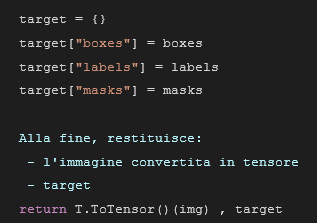 target = {}
target["boxes"] = boxes
target["labels"] = labels
target["masks"] = masks
Alla fine, restituisce:
- l'immagine convertita in tensore
- target
return T.ToTensor()(img) , target